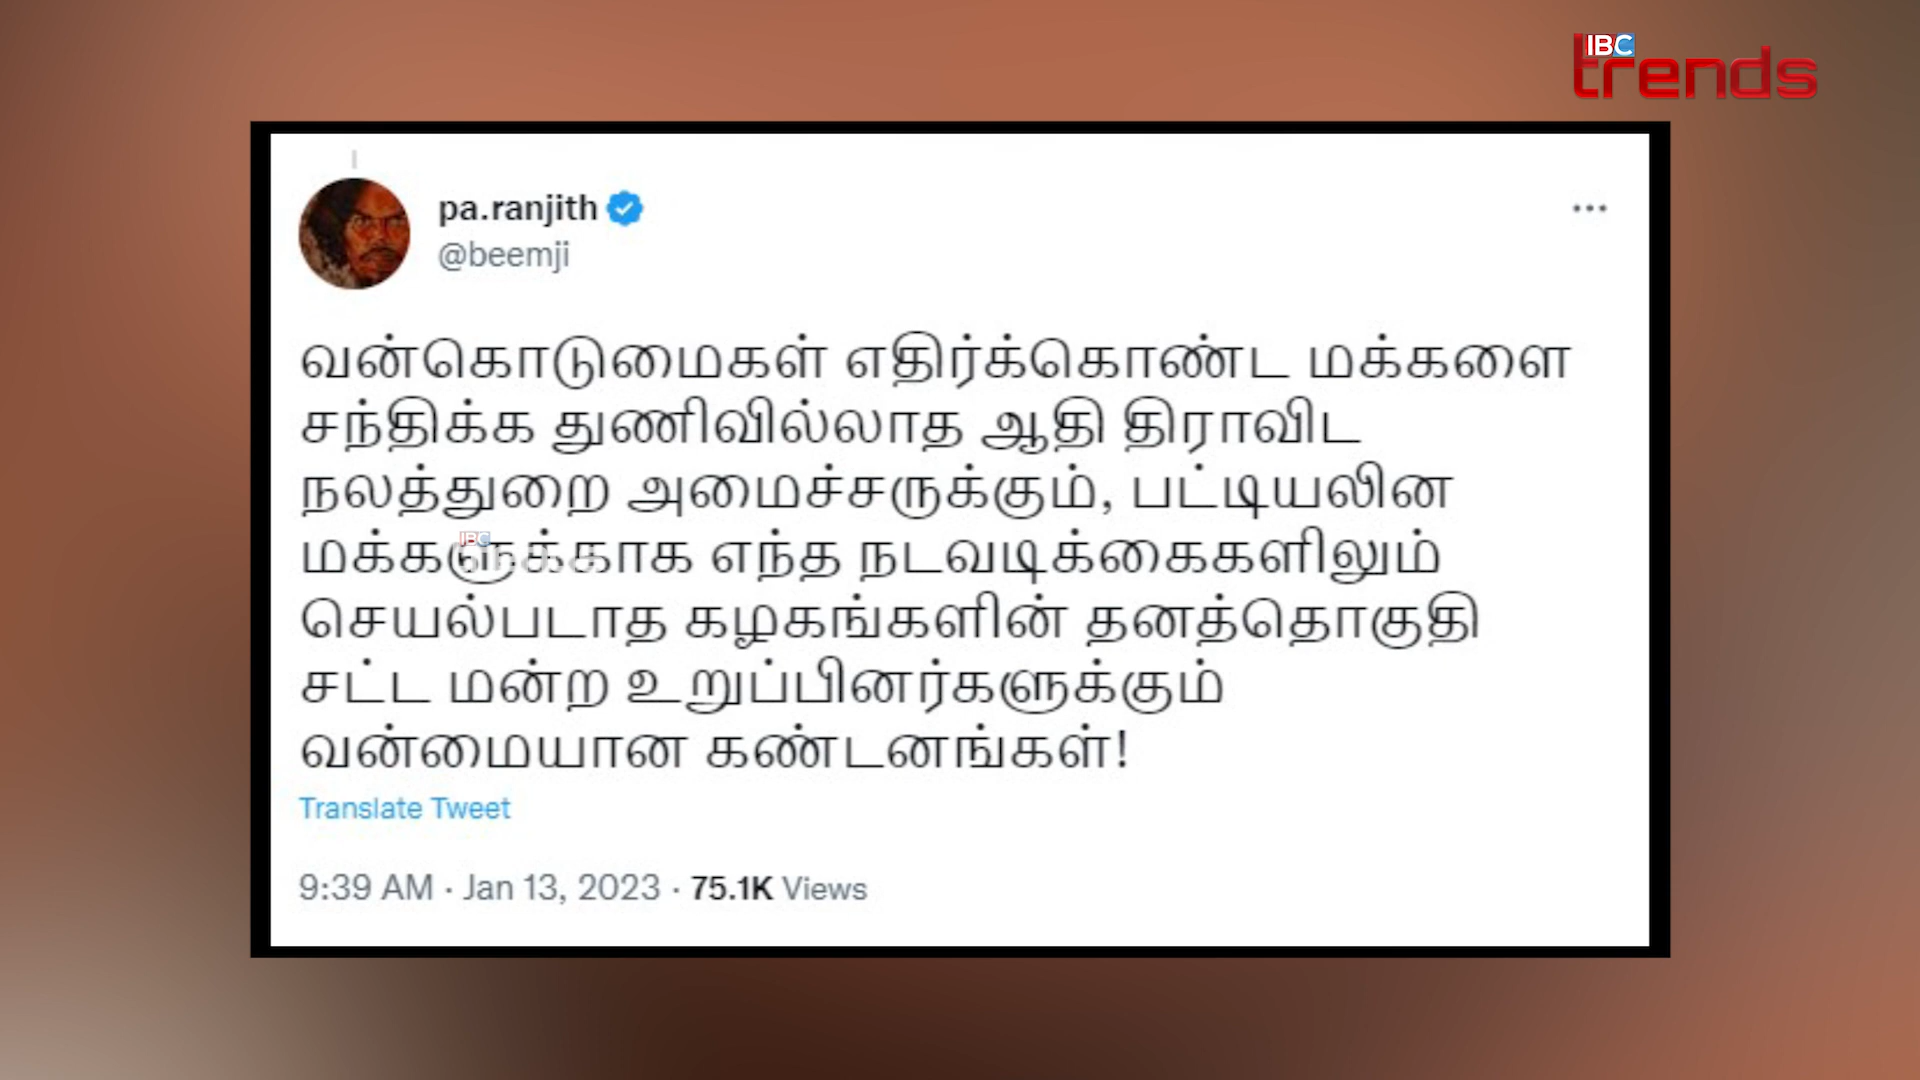 IBC
trends
pa.ranjith
@beemji
வன்கொடுமைகள் எதிர்க்கொண்ட மக்களை
சந்திக்க துணிவில்லாத ஆதி திராவிட
நலத்துறை அமைச்சருக்கும், பட்டியலின
மக்களுக்காக எந்த நடவடிக்கைகளிலும்
செயல்படாத கழகங்களின் தனத்தொகுதி
சட்ட மன்ற உறுப்பினர்களுக்கும்
வன்மையான கண்டனங்கள்!
Translate Tweet
9:39 AM · Jan 13, 2023 · 75.1K Views